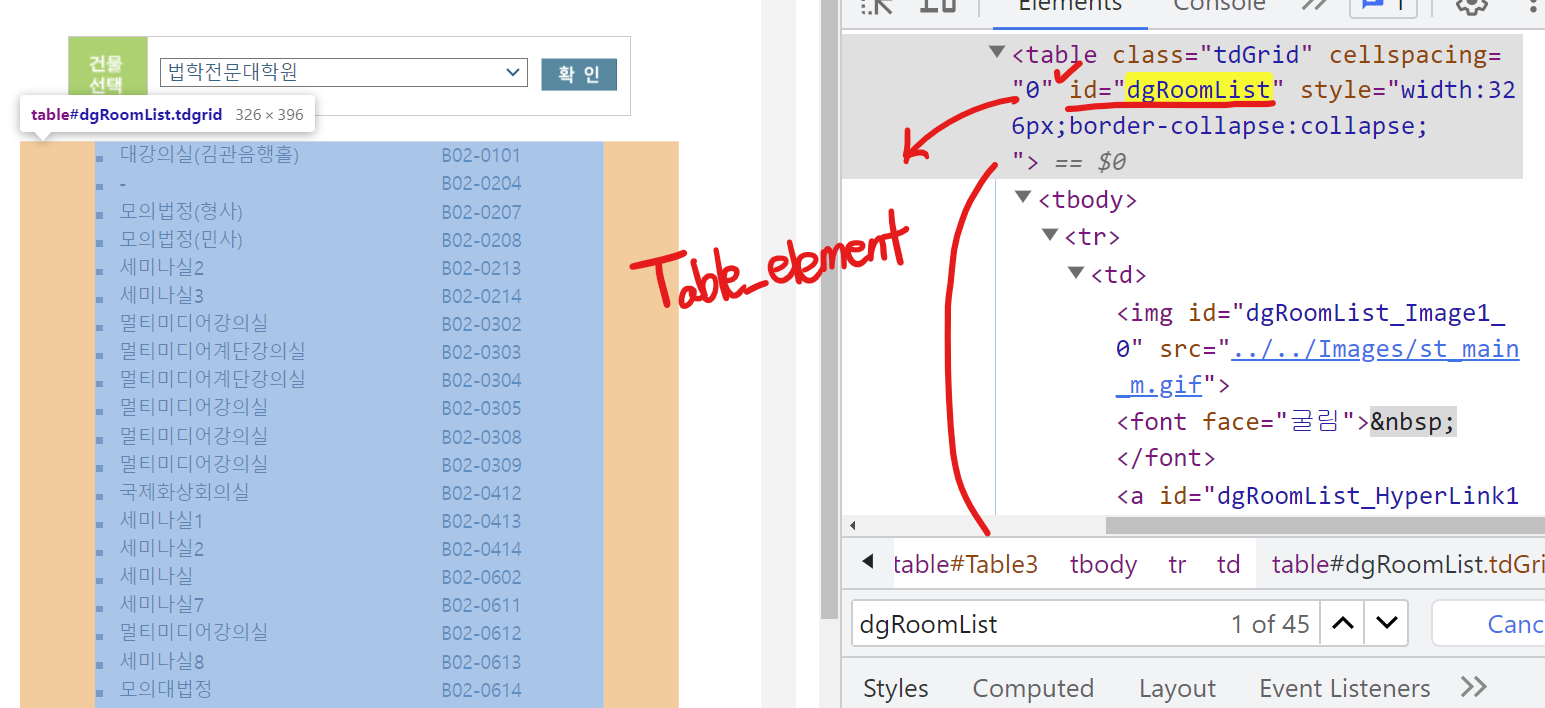 건물
선택
법학전문대학원
확 인
table#dgRoomList.tdgrid 326 × 396
대강의실(김관음행홀) B02-0101
- B02-0204
모의법정(형사) B02-0207
모의법정(민사) B02-0208
세미나실2 B02-0213
세미나실3 B02-0214
멀티미디어강의실 B02-0302
멀티미디어계단강의실 B02-0303
멀티미디어계단강의실 B02-0304
멀티미디어강의실 B02-0305
멀티미디어강의실 B02-0308
멀티미디어강의실 B02-0309
국제화상회의실 B02-0412
세미나실1 B02-0413
세미나실2 B02-0414
세미나실 B02-0602
세미나실7 B02-0611
멀티미디어강의실 B02-0612
세미나실8 B02-0613
모의대법정 B02-0614
Table_element
Elements Console 1
<table class="tdGrid" cellspacing=
"0" id="dgRoomList" style="width:32
6px;border-collapse:collapse;
"> == $0
<tbody>
<tr>
<td>
<img id="dgRoomList_Image1_
0" src="../../Images/st_main
_m.gif">
<font face="굴림">&nbsp;
</font>
<a id="dgRoomList_HyperLink1
table#Table3 tbody tr td table#dgRoomList.tdGri
dgRoomList 1 of 45 Canc
Styles Computed Layout Event Listeners